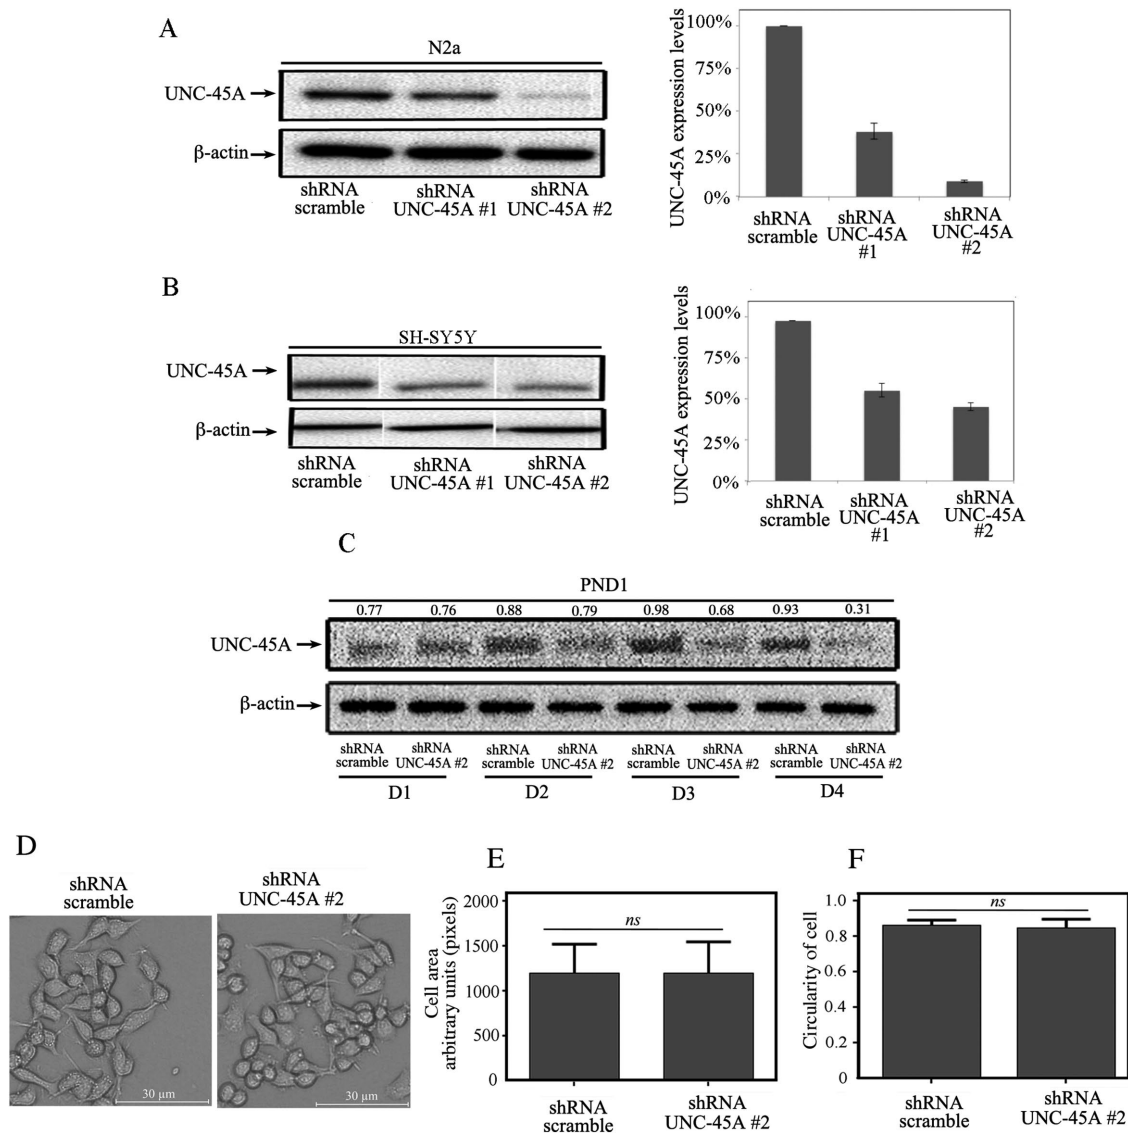 A
N2a
UNC-45A
β-actin
shRNA
scramble
shRNA
UNC-45A #1
shRNA
UNC-45A #2
UNC-45A expression levels
100%
75%
50%
25%
0%
shRNA
scramble
shRNA
UNC-45A
#1
shRNA
UNC-45A
#2
B
SH-SY5Y
UNC-45A
β-actin
shRNA
scramble
shRNA
UNC-45A #1
shRNA
UNC-45A #2
UNC-45A expression levels
100%
75%
50%
25%
0%
shRNA
scramble
shRNA
UNC-45A
#1
shRNA
UNC-45A
#2
C
PND1
0.77 0.76 0.88 0.79 0.98 0.68 0.93 0.31
UNC-45A
β-actin
shRNA
scramble
shRNA
UNC-45A #2
shRNA
scramble
shRNA
UNC-45A #2
shRNA
scramble
shRNA
UNC-45A #2
shRNA
scramble
shRNA
UNC-45A #2
D1 D2 D3 D4
D
shRNA
scramble
shRNA
UNC-45A #2
30 µm
30 µm
E
Cell area
arbitrary units (pixels)
2000
1500
1000
500
0
ns
shRNA
scramble
shRNA
UNC-45A #2
F
Circularity of cell
1.0
0.8
0.6
0.4
0.2
0.0
ns
shRNA
scramble
shRNA
UNC-45A #2